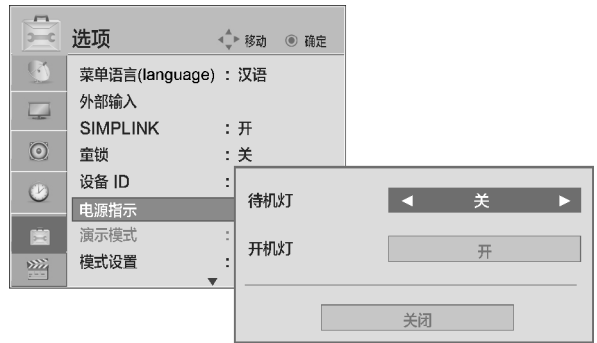 选项 移动 确定
菜单语言(language) : 汉语
外部输入
SIMPLINK : 开
童锁 : 关
设备 ID :
电源指示
演示模式 :
模式设置 :
待机灯 ◀ 关 ▶
开机灯 开
关闭